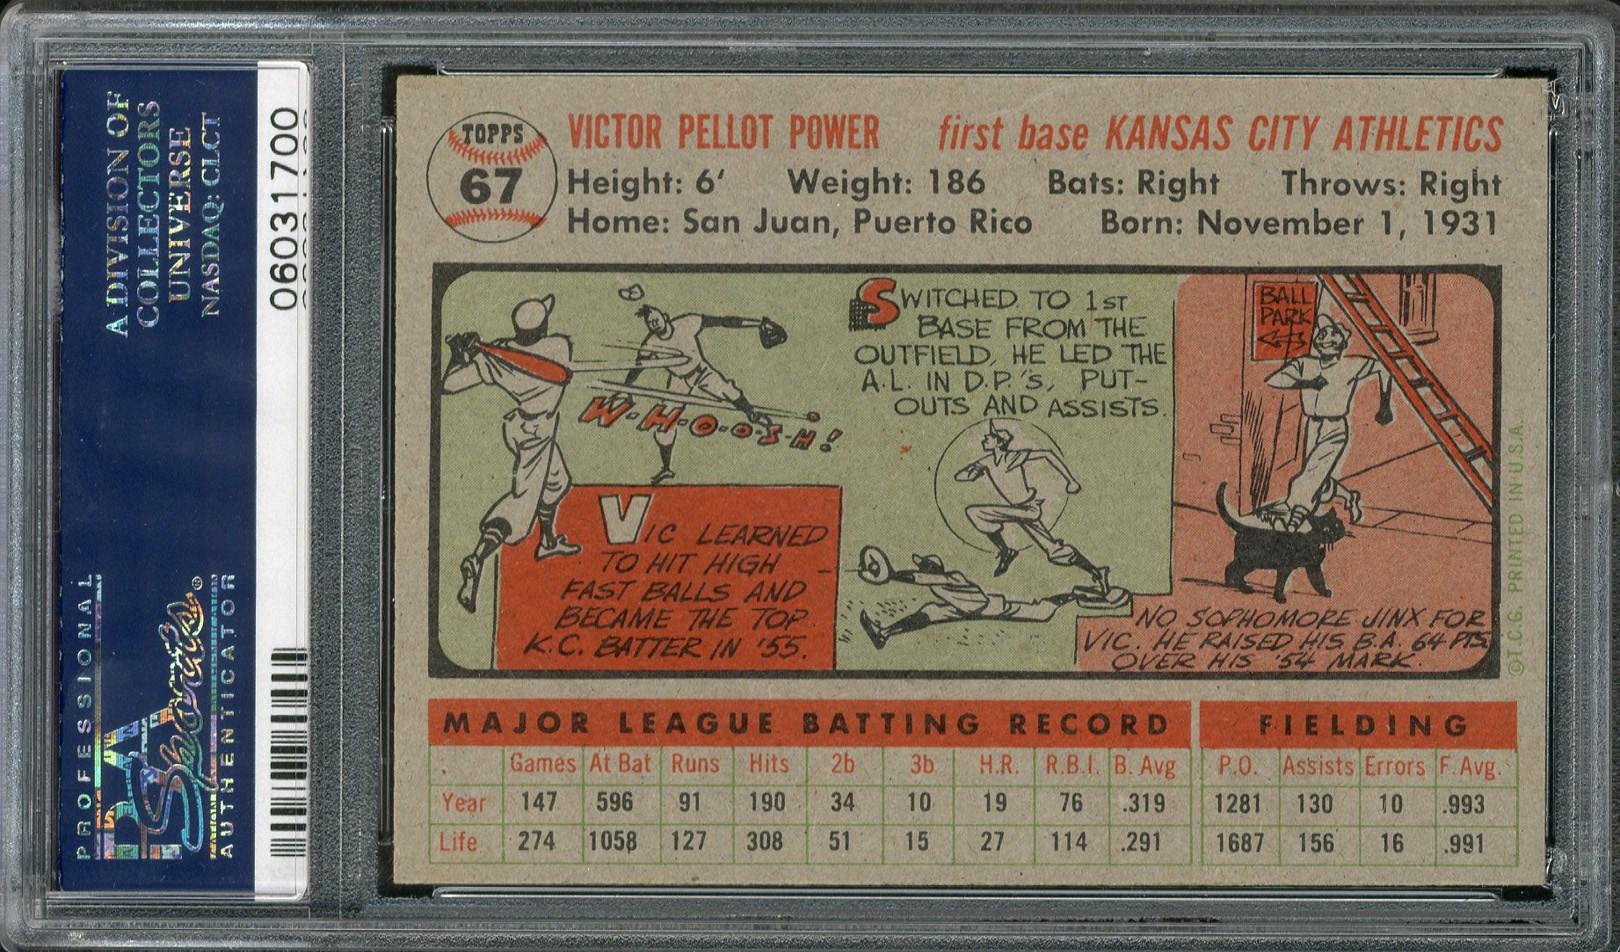 A DIVISION OF
COLLECTORS
UNIVERSE
NASDAQ: CLCT
PROFESSIONAL
PSA
Sports®
AUTHENTICATOR
06031700
TOPPS
67
VICTOR PELLOT POWER first base KANSAS CITY ATHLETICS
Height: 6' Weight: 186 Bats: Right Throws: Right
Home: San Juan, Puerto Rico Born: November 1, 1931
W-H-O-O-S-H!
VIC LEARNED
TO HIT HIGH
FAST BALLS AND
BECAME THE TOP
K.C. BATTER IN '55.
SWITCHED TO 1ST
BASE FROM THE
OUTFIELD, HE LED THE
A.L. IN D.P.'S, PUT-
OUTS AND ASSISTS.
BALL
PARK
NO SOPHOMORE JINX FOR
VIC. HE RAISED HIS B.A. 64 PTS.
OVER HIS '54 MARK.
©T.C.G. PRINTED IN U.S.A.
MAJOR LEAGUE BATTING RECORD FIELDING
Games At Bat Runs Hits 2b 3b H.R. R.B.I. B. Avg P.O. Assists Errors F. Avg.
Year 147 596 91 190 34 10 19 76 .319 1281 130 10 .993
Life 274 1058 127 308 51 15 27 114 .291 1687 156 16 .991